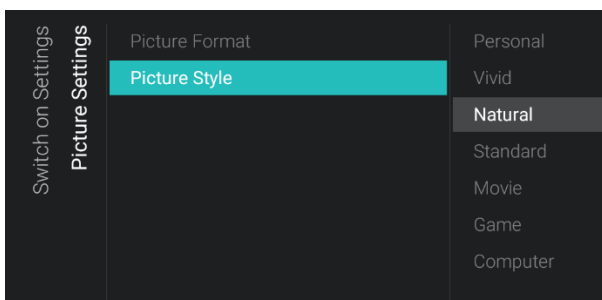 Switch on Settings
Picture Settings
Picture Format
Picture Style
Personal
Vivid
Natural
Standard
Movie
Game
Computer